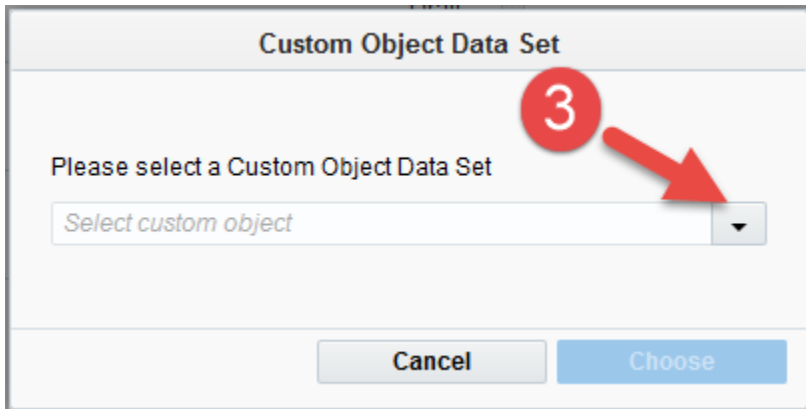 Custom Object Data Set
3
Please select a Custom Object Data Set
Select custom object
Cancel
Choose